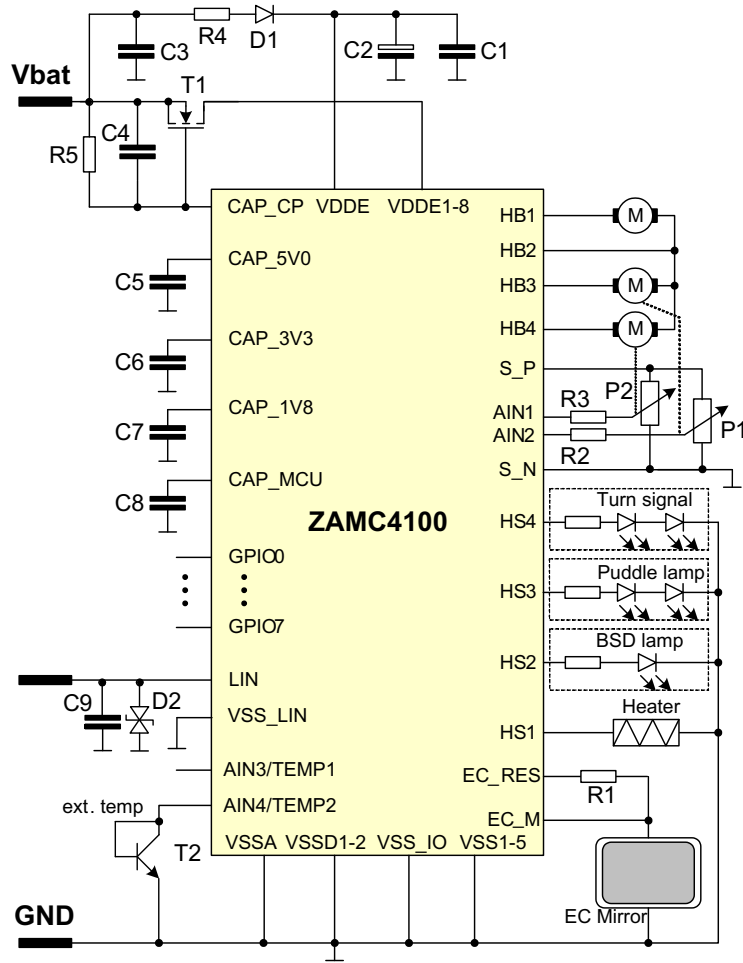 R4
D1
C3
C2
C1
Vbat
T1
C4
R5
CAP_CP
VDDE
VDDE1-8
HB1
M
HB2
CAP_5V0
C5
HB3
M
HB4
M
CAP_3V3
C6
S_P
R3
P2
AIN1
CAP_1V8
C7
AIN2
P1
R2
S_N
CAP_MCU
C8
ZAMC4100
HS4
Turn signal
GPIO0
HS3
Puddle lamp
GPIO7
HS2
BSD lamp
LIN
C9
D2
VSS_LIN
HS1
Heater
AIN3/TEMP1
EC_RES
R1
ext. temp
AIN4/TEMP2
EC_M
T2
VSSA
VSSD1-2
VSS_IO
VSS1-5
GND
EC Mirror